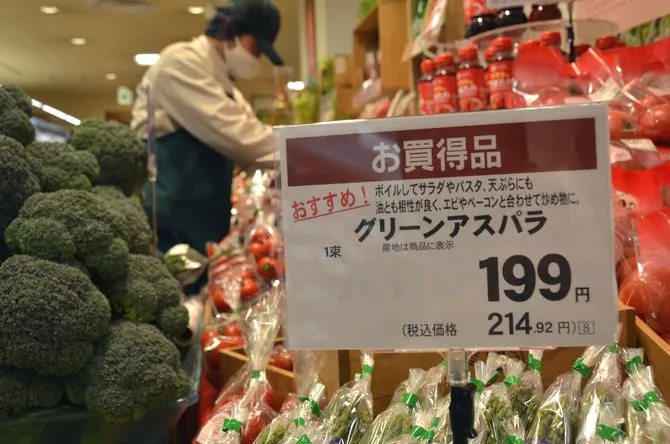 お買得品
おすすめ！
ボイルしてサラダやパスタ、天ぷらにも
油とも相性が良く、エビやベーコンと合わせて炒め物に。
グリーンアスパラ
1束
産地は商品に表示
199円
(税込価格 214.92円) 8